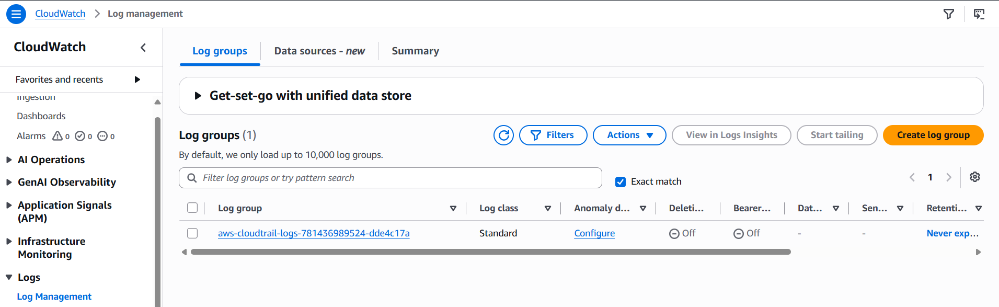 CloudWatch > Log management
CloudWatch
Favorites and recents
Ingestion
Dashboards
Alarms 0 0 0
AI Operations
GenAI Observability
Application Signals
(APM)
Infrastructure
Monitoring
Logs
Log Management
Log groups Data sources - new Summary
Get-set-go with unified data store
Log groups (1) Filters Actions View in Logs Insights Start tailing Create log group
By default, we only load up to 10,000 log groups.
Filter log groups or try pattern search Exact match 1
Log group Log class Anomaly d... Deleti... Bearer... Dat... Sen... Retenti...
aws-cloudtrail-logs-781436989524-dde4c17a Standard Configure Off Off - - Never exp...